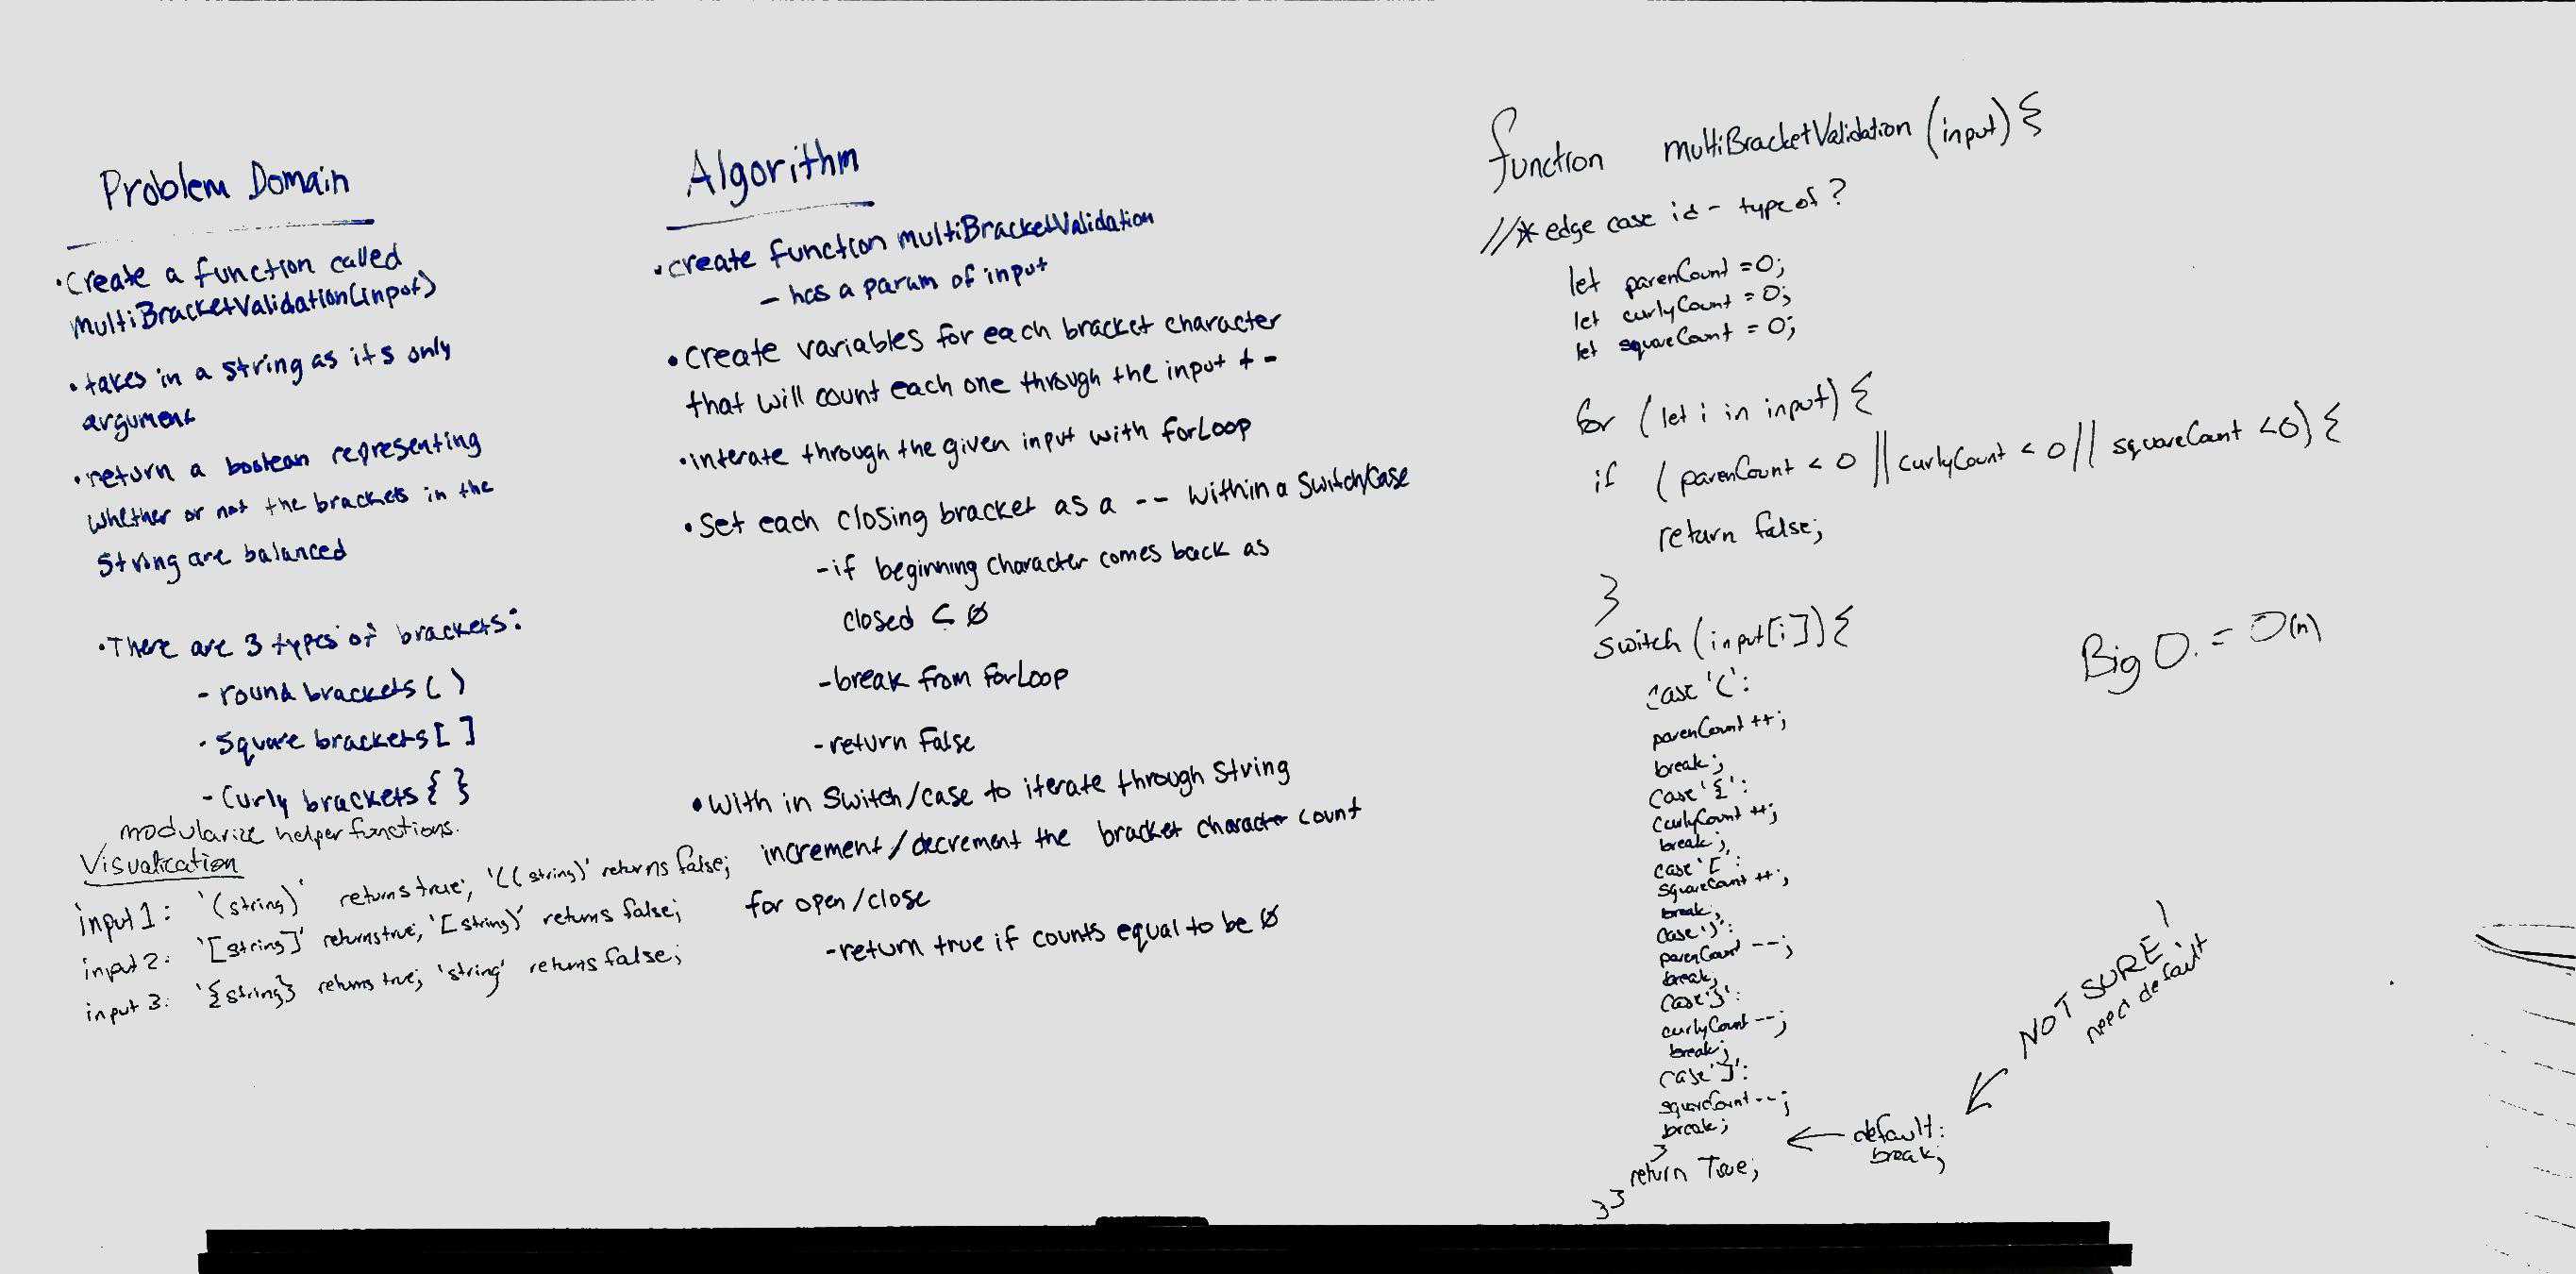 Problem Domain
•Create a function called
multiBracketValidation(input)
•takes in a string as its only
argument
•return a boolean representing
whether or not the brackets in the
string are balanced
•There are 3 types of brackets:
- round brackets ( )
- Square brackets [ ]
- Curly brackets { }
modularize helper functions.
Visualization
input 1: '(string)' returns true; '((string)' returns false;
input 2: '[string]' returns true; '[string)' returns false;
input 3: '{string} returns true; 'string' returns false;
Algorithm
•create function multiBracketValidation
- has a param of input
•create variables for each bracket character
that will count each one through the input + -
•interate through the given input with forLoop
•Set each closing bracket as a -- within a Switch/Case
-if beginning character comes back as
closed < 0
-break from forLoop
-return False
•with in Switch/case to iterate through String
increment/decrement the bracket character count
for open/close
-return true if counts equal to be 0
function multiBracketValidation (input) {
//* edge case id - type of ?
let parenCount = 0;
let curlyCount = 0;
let squareCount = 0;
for (let i in input) {
if (parenCount < 0 || curlyCount < 0 || squareCount < 0) {
return false;
}
switch (input[i]) {
case '(':
parenCount ++;
break;
case '{':
curlyCount ++;
break;
case '[':
squareCount ++;
break;
case ')':
parenCount --;
break;
case '}':
curlyCount --;
break;
case ']':
squareCount --;
break;
}
return True;
}}
default:
break;
NOT SURE!
need default
Big O. = O(n)